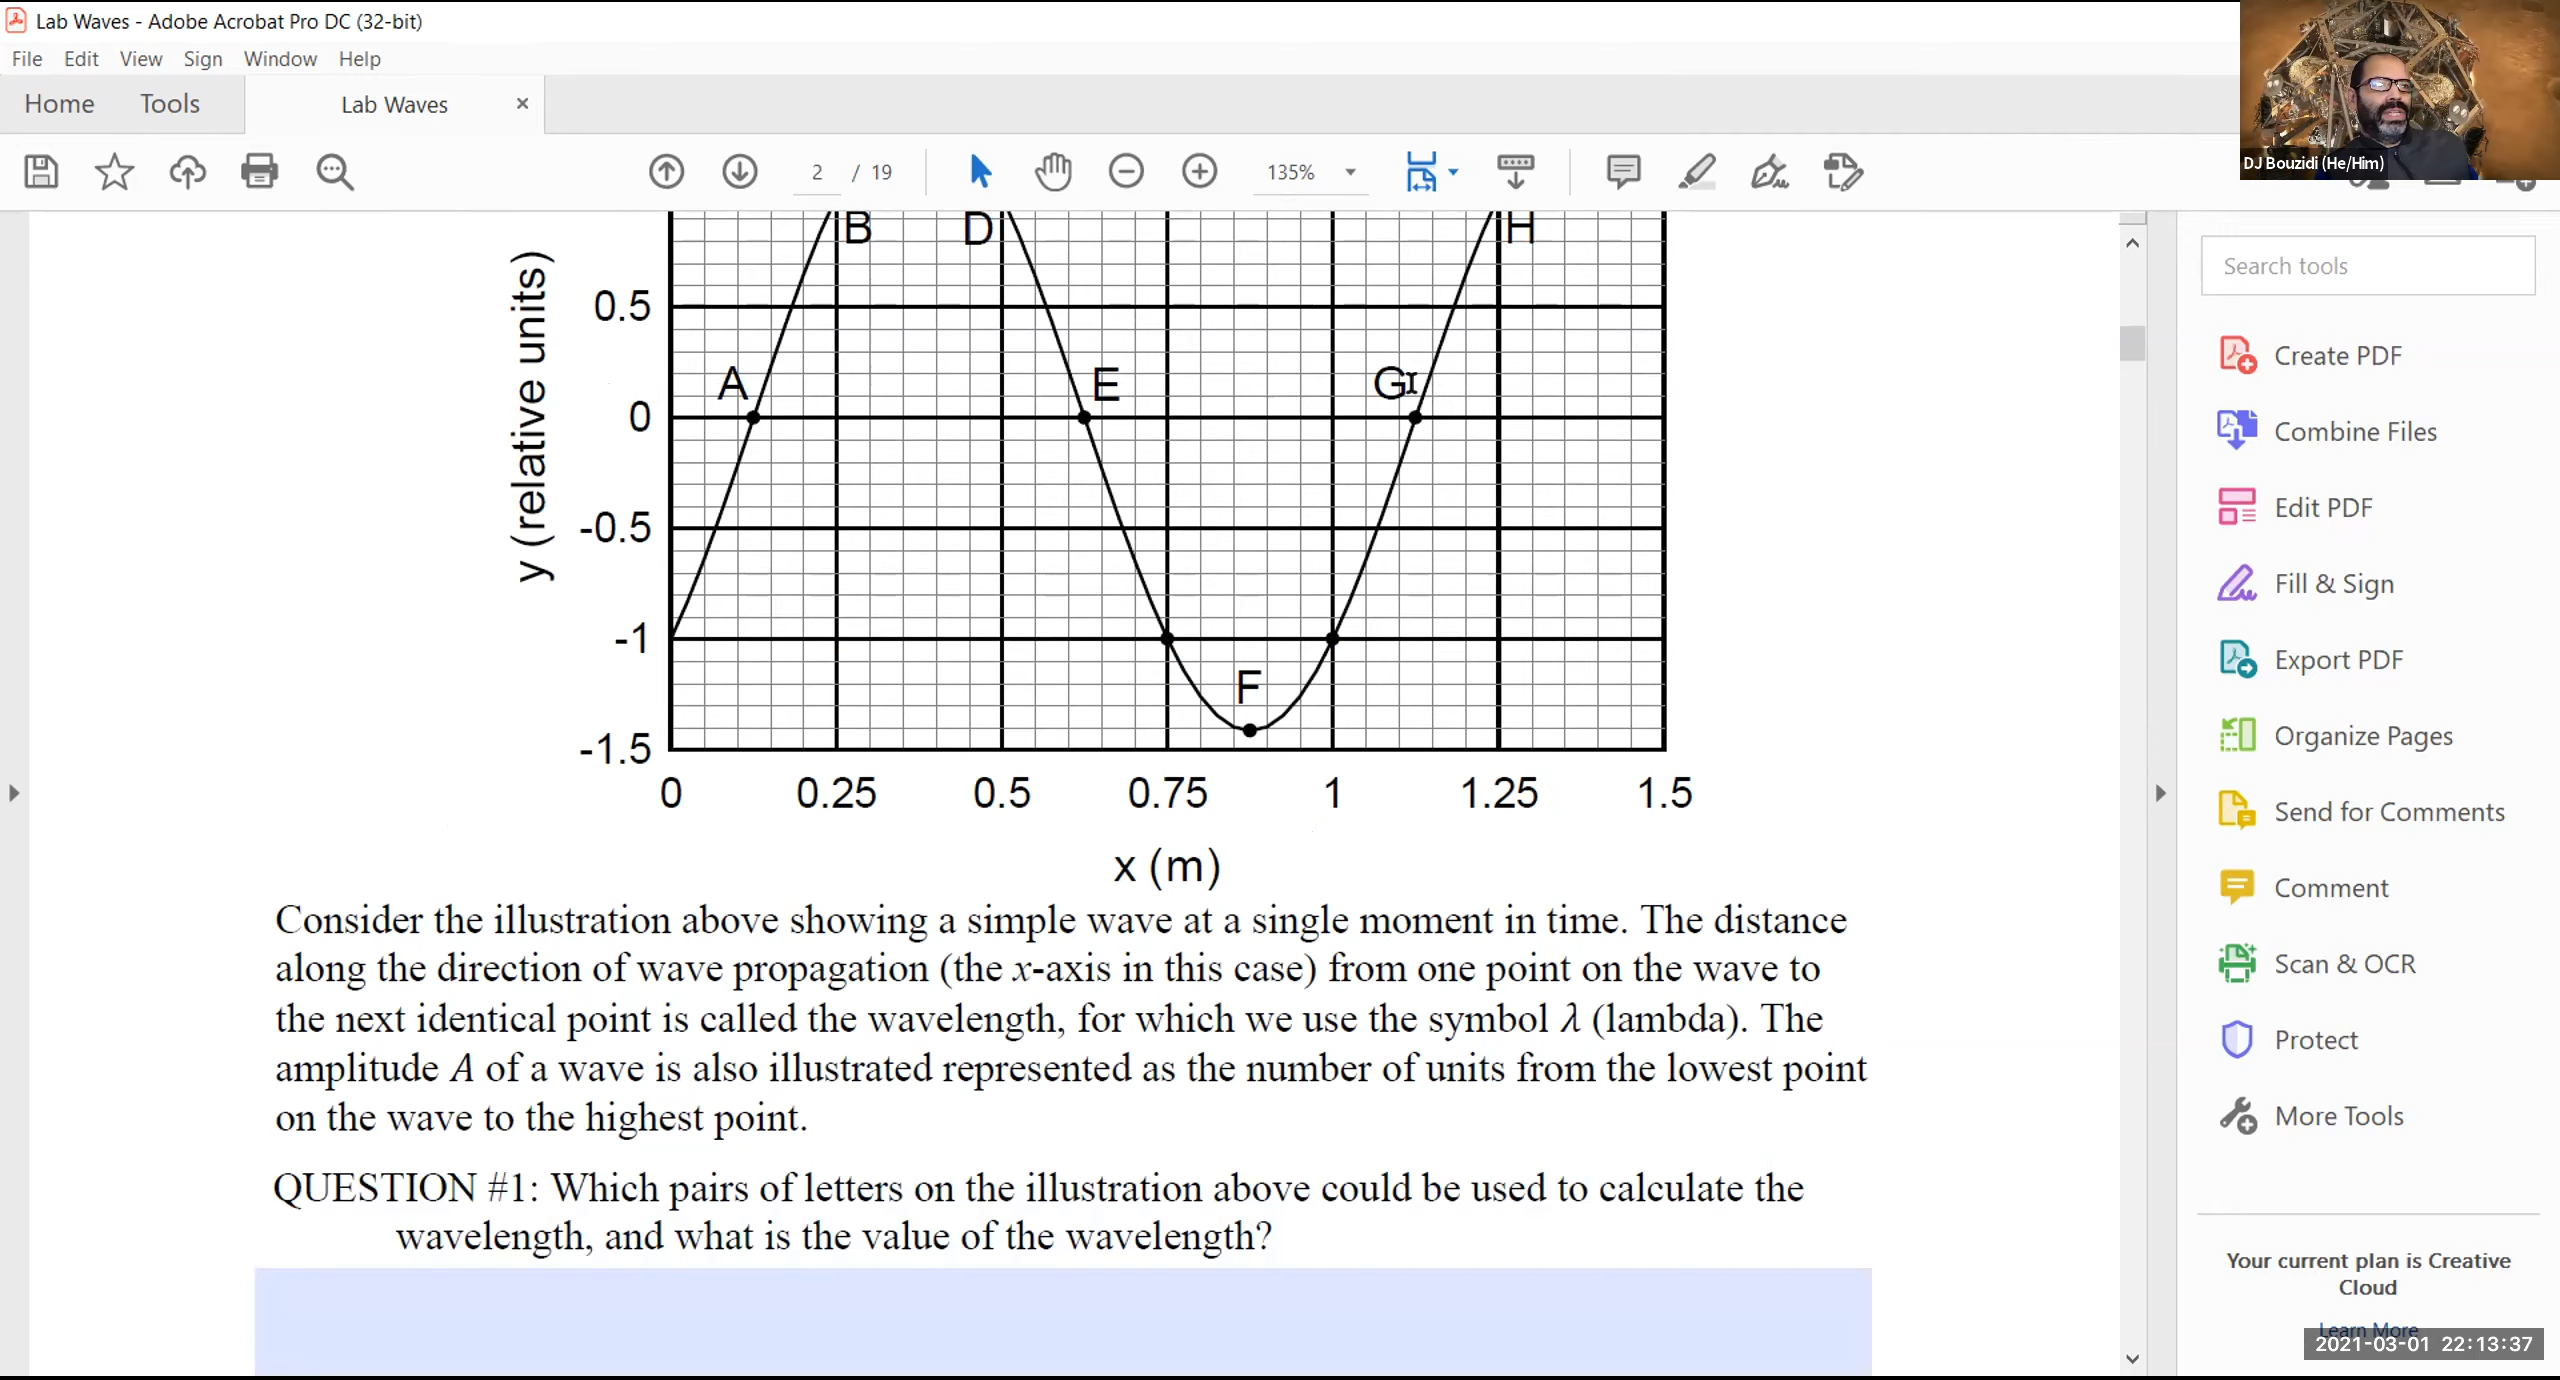 Lab Waves - Adobe Acrobat Pro DC (32-bit)
File Edit View Sign Window Help
Home Tools Lab Waves ×
2 / 19 135%
DJ Bouzidi (He/Him)
B D H
y (relative units)
0.5
A E G
0
-0.5
-1
F
-1.5
0 0.25 0.5 0.75 1 1.25 1.5
x (m)
Consider the illustration above showing a simple wave at a single moment in time. The distance
along the direction of wave propagation (the x-axis in this case) from one point on the wave to
the next identical point is called the wavelength, for which we use the symbol λ (lambda). The
amplitude A of a wave is also illustrated represented as the number of units from the lowest point
on the wave to the highest point.
QUESTION #1: Which pairs of letters on the illustration above could be used to calculate the
wavelength, and what is the value of the wavelength?
Search tools
Create PDF
Combine Files
Edit PDF
Fill & Sign
Export PDF
Organize Pages
Send for Comments
Comment
Scan & OCR
Protect
More Tools
Your current plan is Creative
Cloud
Learn More
2021-03-01 22:13:37